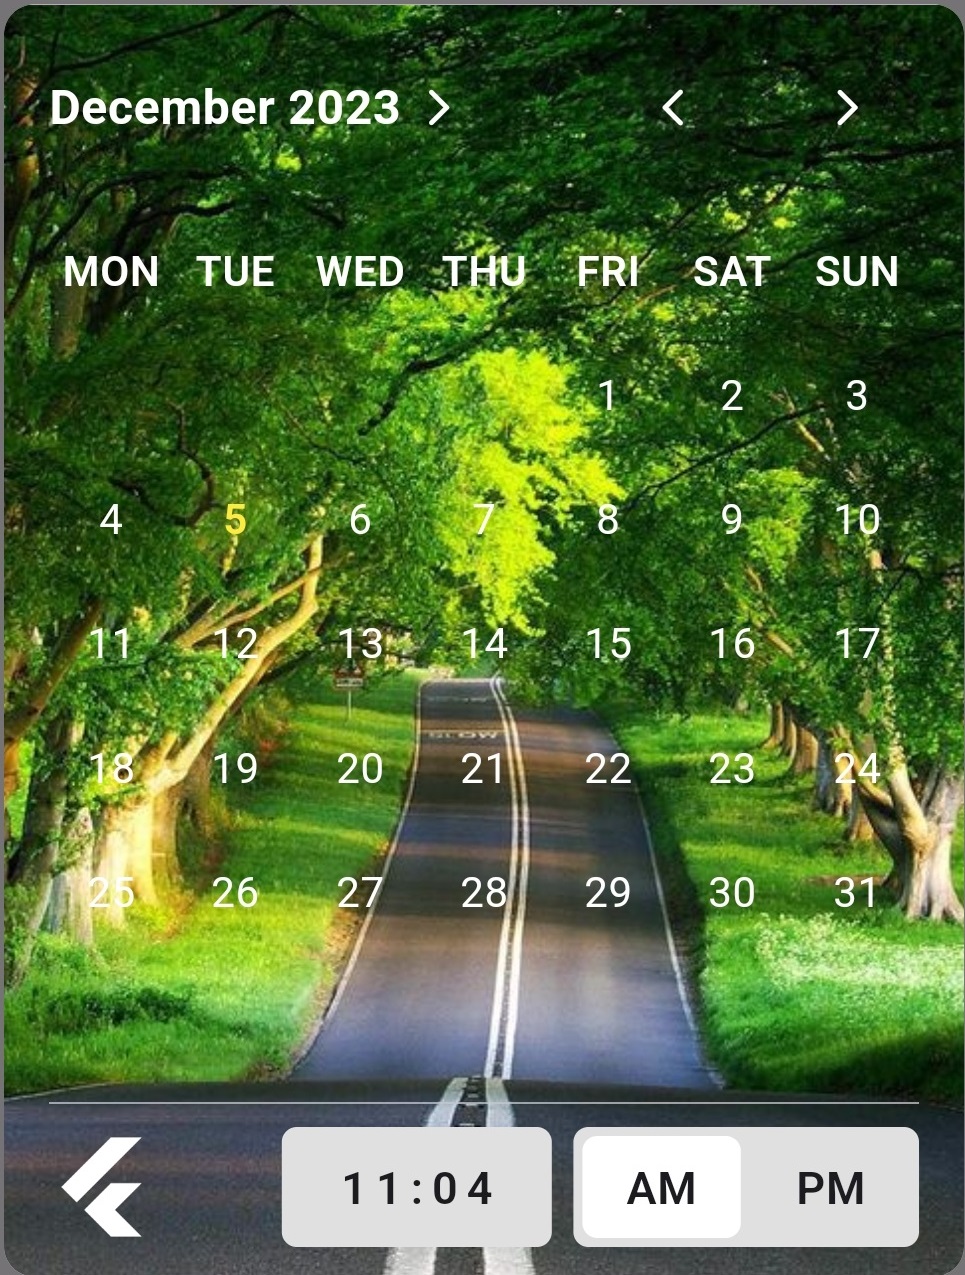 December 2023
MON TUE WED THU FRI SAT SUN
1 2 3
4 5 6 7 8 9 10
11 12 13 14 15 16 17
18 19 20 21 22 23 24
SLOW
25 26 27 28 29 30 31
11:04 AM PM